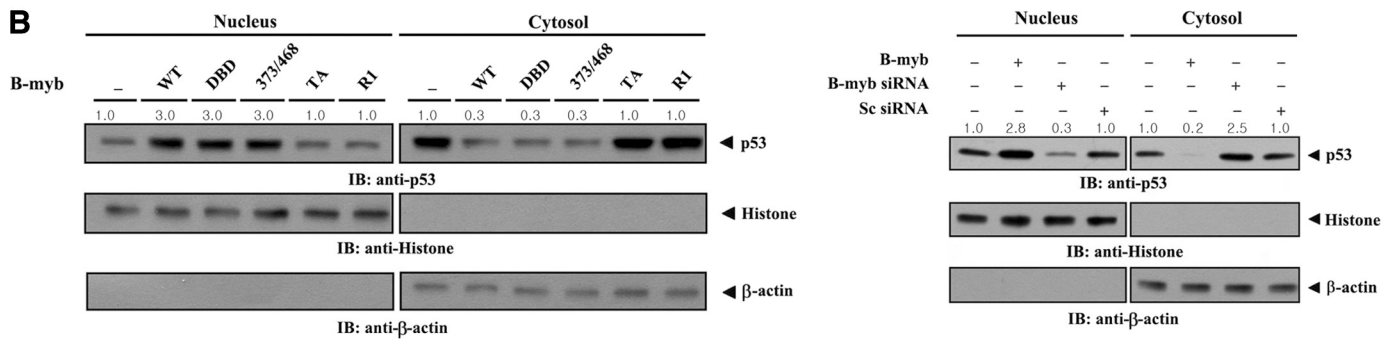 B
Nucleus Cytosol
B-myb – WT DBD 373/468 TA R1 – WT DBD 373/468 TA R1
1.0 3.0 3.0 3.0 1.0 1.0 1.0 0.3 0.3 0.3 1.0 1.0
p53
IB: anti-p53
Histone
IB: anti-Histone
β-actin
IB: anti-β-actin
Nucleus Cytosol
B-myb – + – – – + – –
B-myb siRNA – – + – – – + –
Sc siRNA – – – + – – – +
1.0 2.8 0.3 1.0 1.0 0.2 2.5 1.0
p53
IB: anti-p53
Histone
IB: anti-Histone
β-actin
IB: anti-β-actin